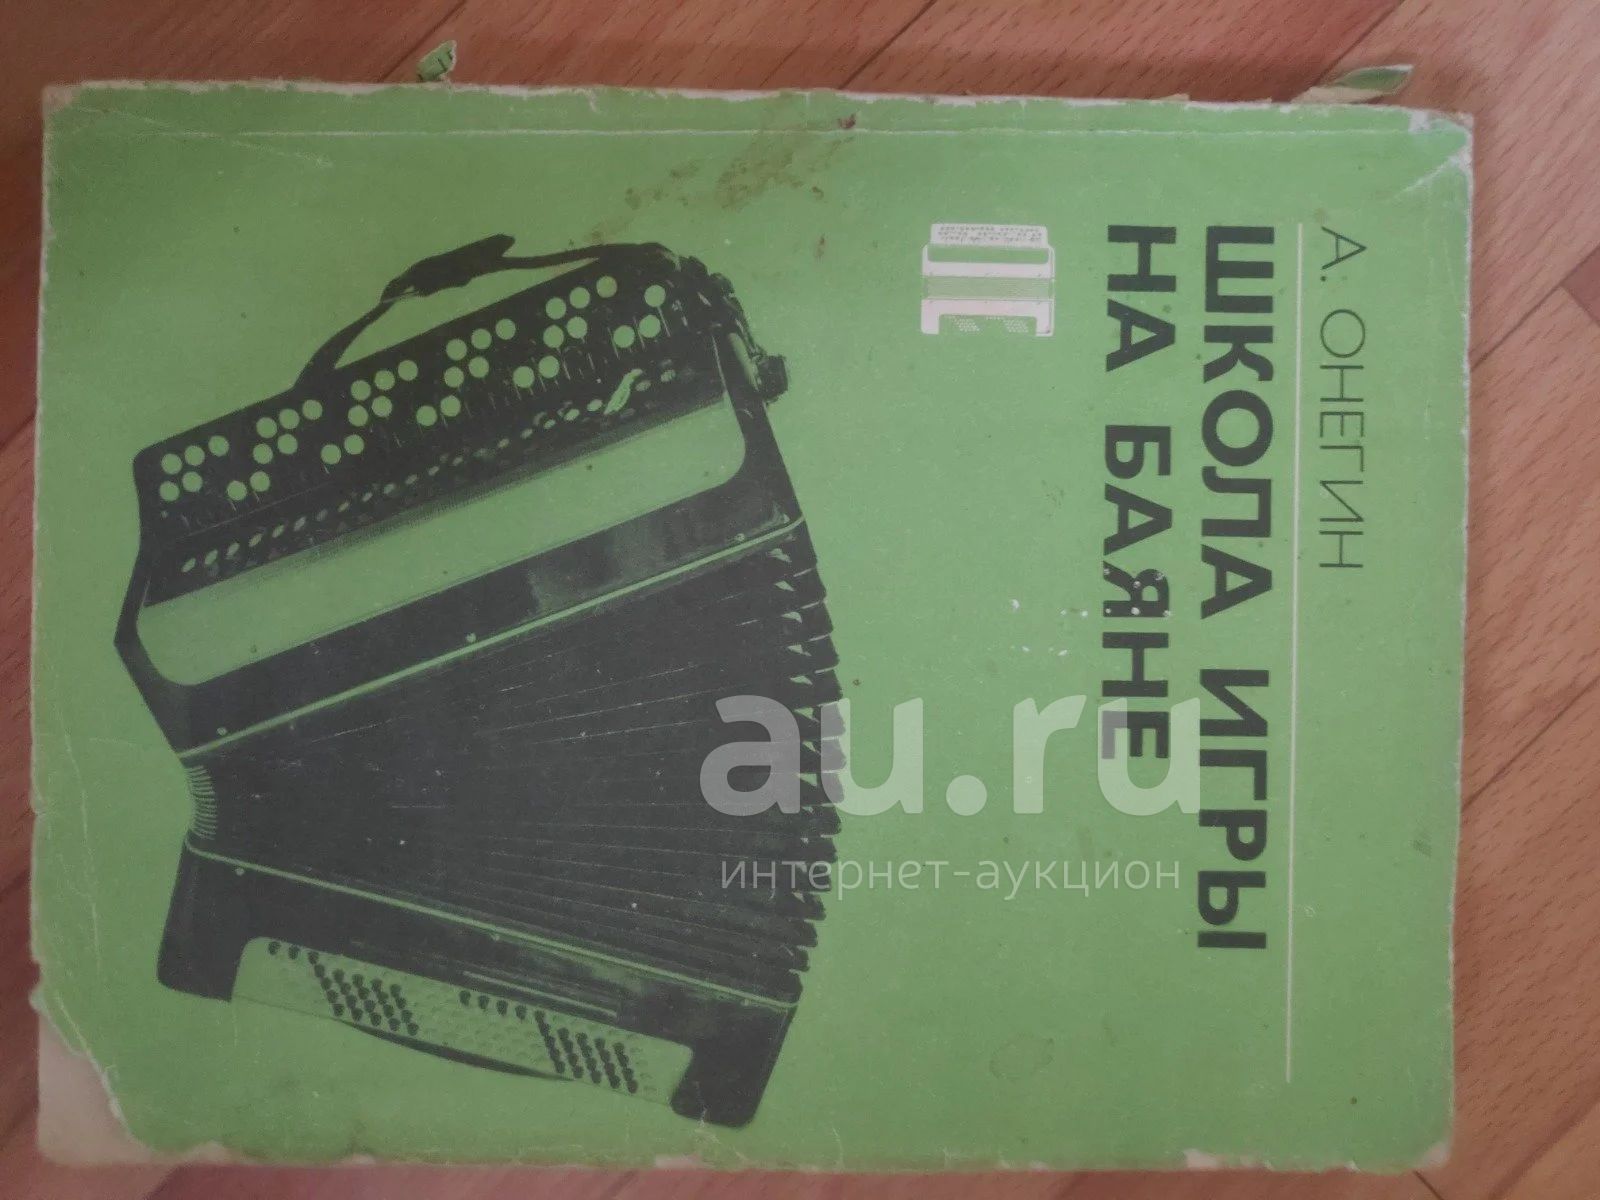 А. ОНЕГИН
ШКОЛА ИГРЫ
НА БАЯНЕ
au.ru
интернет-аукцион